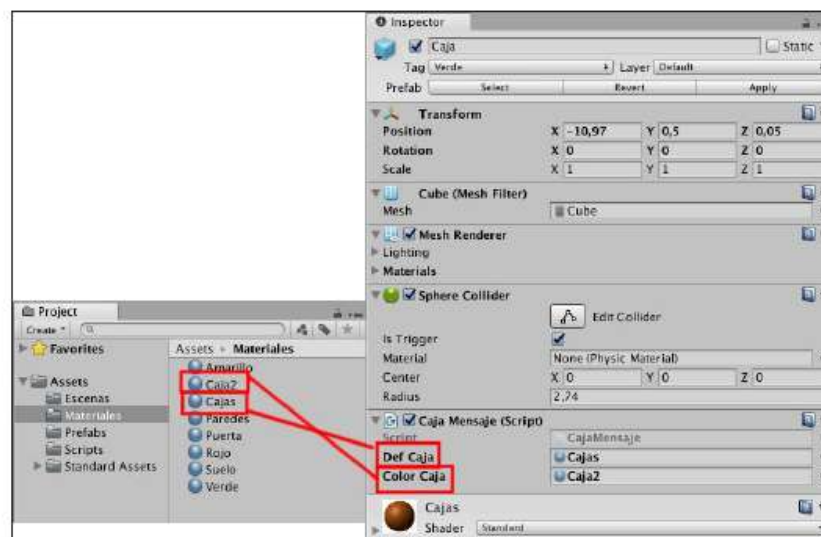 Inspector
Caja
Static
Tag Verde Layer Default
Prefab Select Revert Apply
Transform
Position X -10,97 Y 0,5 Z 0,05
Rotation X 0 Y 0 Z 0
Scale X 1 Y 1 Z 1
Cube (Mesh Filter)
Mesh Cube
Mesh Renderer
Lighting
Materials
Sphere Collider
Edit Collider
Is Trigger
Material None (Physic Material)
Center X 0 Y 0 Z 0
Radius 2,74
Caja Mensaje (Script)
Script CajaMensaje
Def Caja Cajas
Color Caja Caja2
Cajas
Shader Standard
Project
Create
Favorites
Assets
Escenas
Materiales
Prefabs
Scripts
Standard Assets
Assets Materiales
Amarillo
Caja2
Cajas
Paredes
Puerta
Rojo
Suelo
Verde